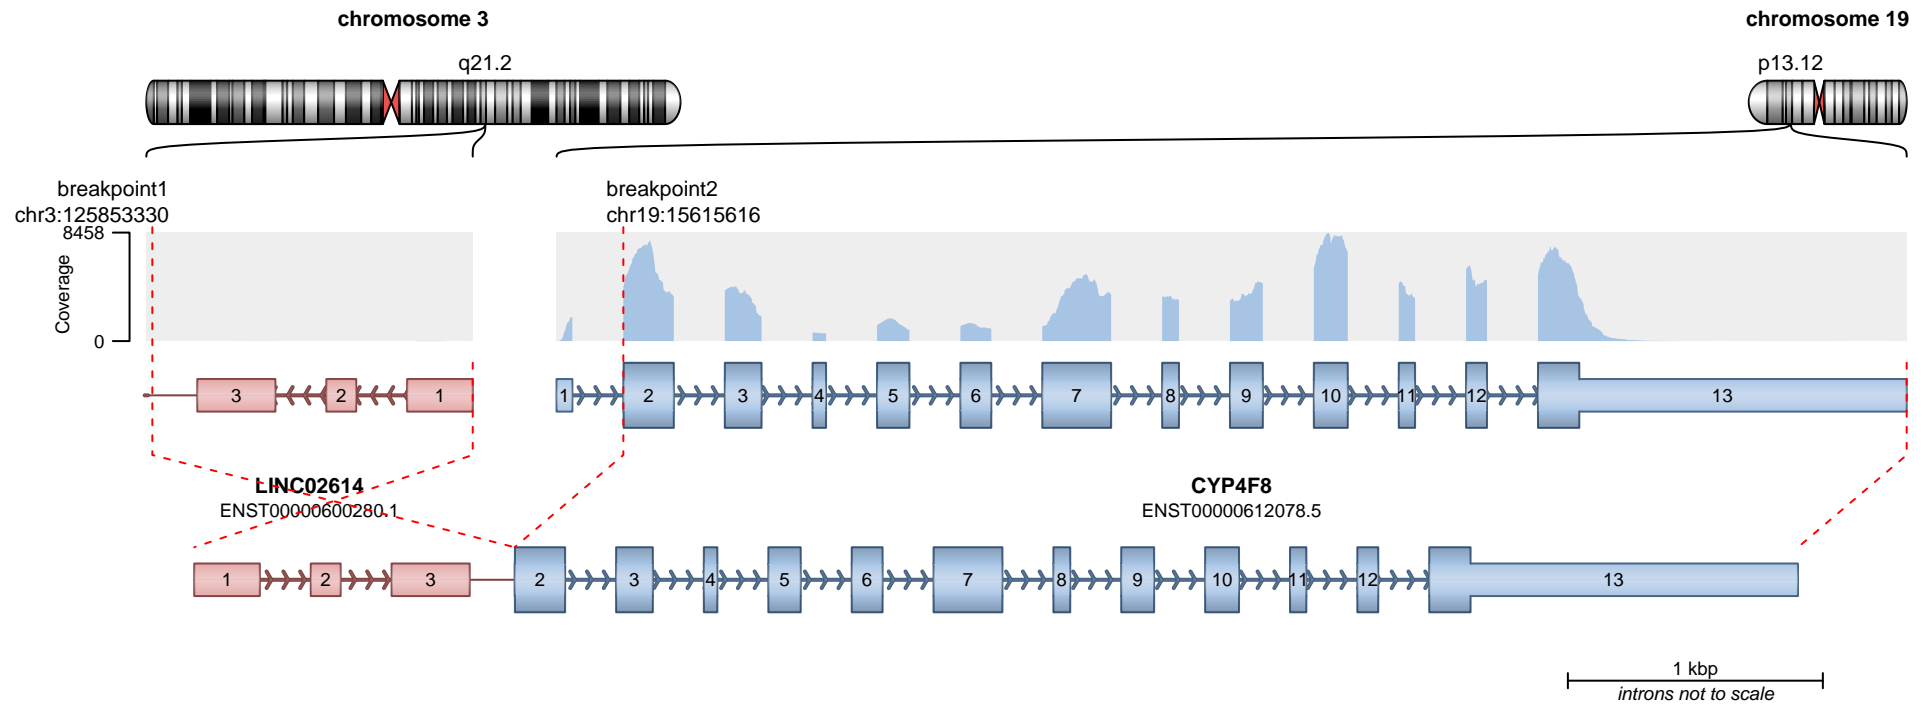 chromosome 3
chromosome 19
q21.2
p13.12
breakpoint1
chr3:125853330
breakpoint2
chr19:15615616
8458
Coverage
0
3 2 1
1 2 3 4 5 6 7 8 9 10 11 12 13
LINC02614
ENST00000600280.1
CYP4F8
ENST00000612078.5
1 2 3 2 3 4 5 6 7 8 9 10 11 12 13
1 kbp
introns not to scale